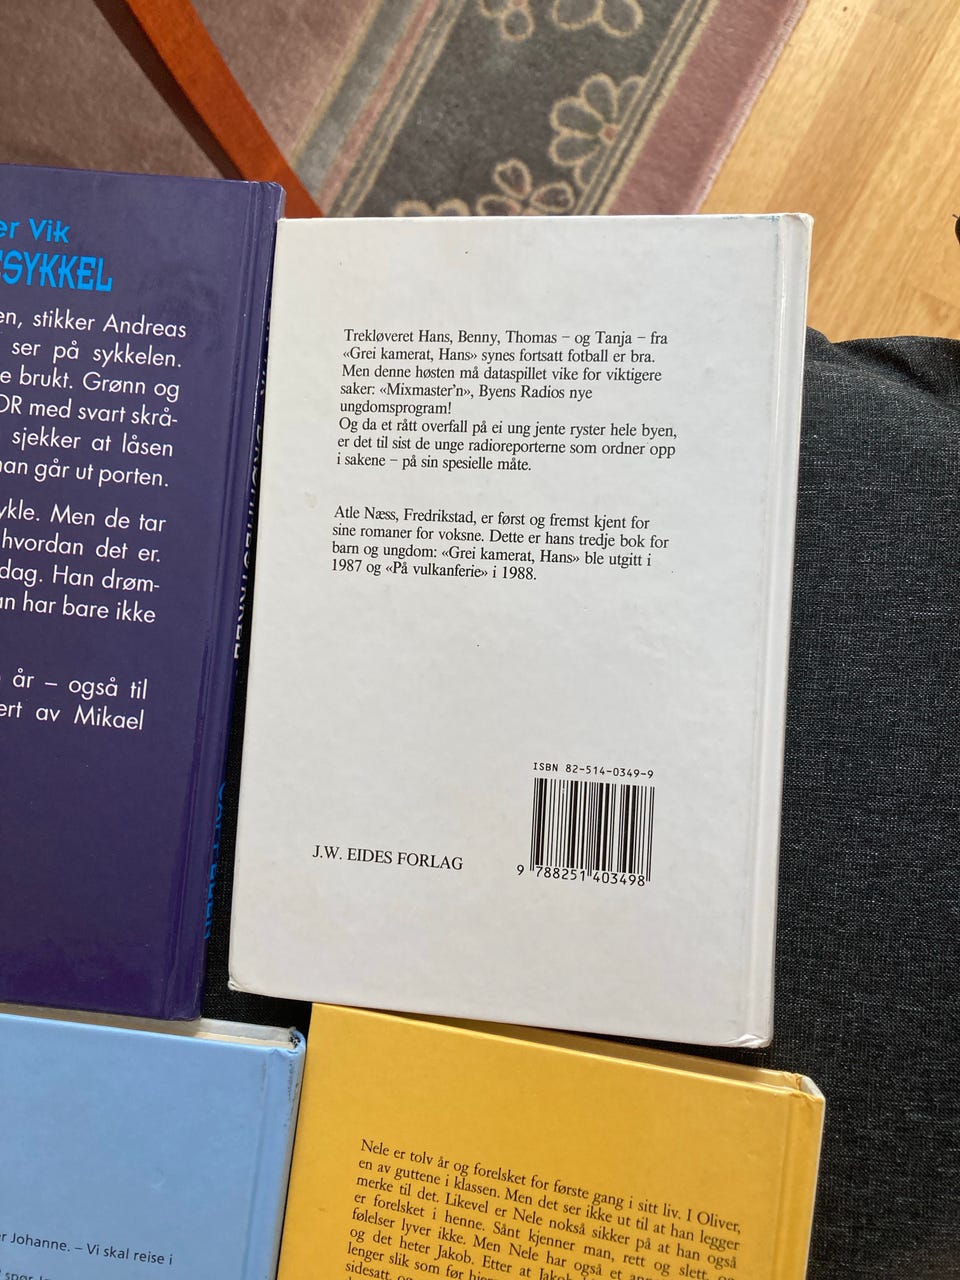 er Vik
SYKKEL
en, stikker Andreas
ser på sykkelen.
e brukt. Grønn og
OR med svart skrå-
sjekker at låsen
an går ut porten.
ykle. Men de tar
hvordan det er.
dag. Han drøm-
an har bare ikke
år – også til
ert av Mikael
Trekløveret Hans, Benny, Thomas – og Tanja – fra
«Grei kamerat, Hans» synes fortsatt fotball er bra.
Men denne høsten må dataspillet vike for viktigere
saker: «Mixmaster'n», Byens Radios nye
ungdomsprogram!
Og da et rått overfall på ei ung jente ryster hele byen,
er det til sist de unge radioreporterne som ordner opp
i sakene – på sin spesielle måte.
Atle Næss, Fredrikstad, er først og fremst kjent for
sine romaner for voksne. Dette er hans tredje bok for
barn og ungdom: «Grei kamerat, Hans» ble utgitt i
1987 og «På vulkanferie» i 1988.
ISBN 82-514-0349-9
9 788251 403498
J.W. EIDES FORLAG
er Johanne. – Vi skal reise i
Nele er tolv år og forelsket for første gang i sitt liv. I Oliver,
en av guttene i klassen. Men det ser ikke ut til at han legger
merke til det. Likevel er Nele nokså sikker på at han også
er forelsket i henne. Sånt kjenner man, rett og slett, og
følelser lyver ikke. Men Nele har også et
og det heter Jakob. Etter at Jakob
lenger slik som før
sidesatt, og